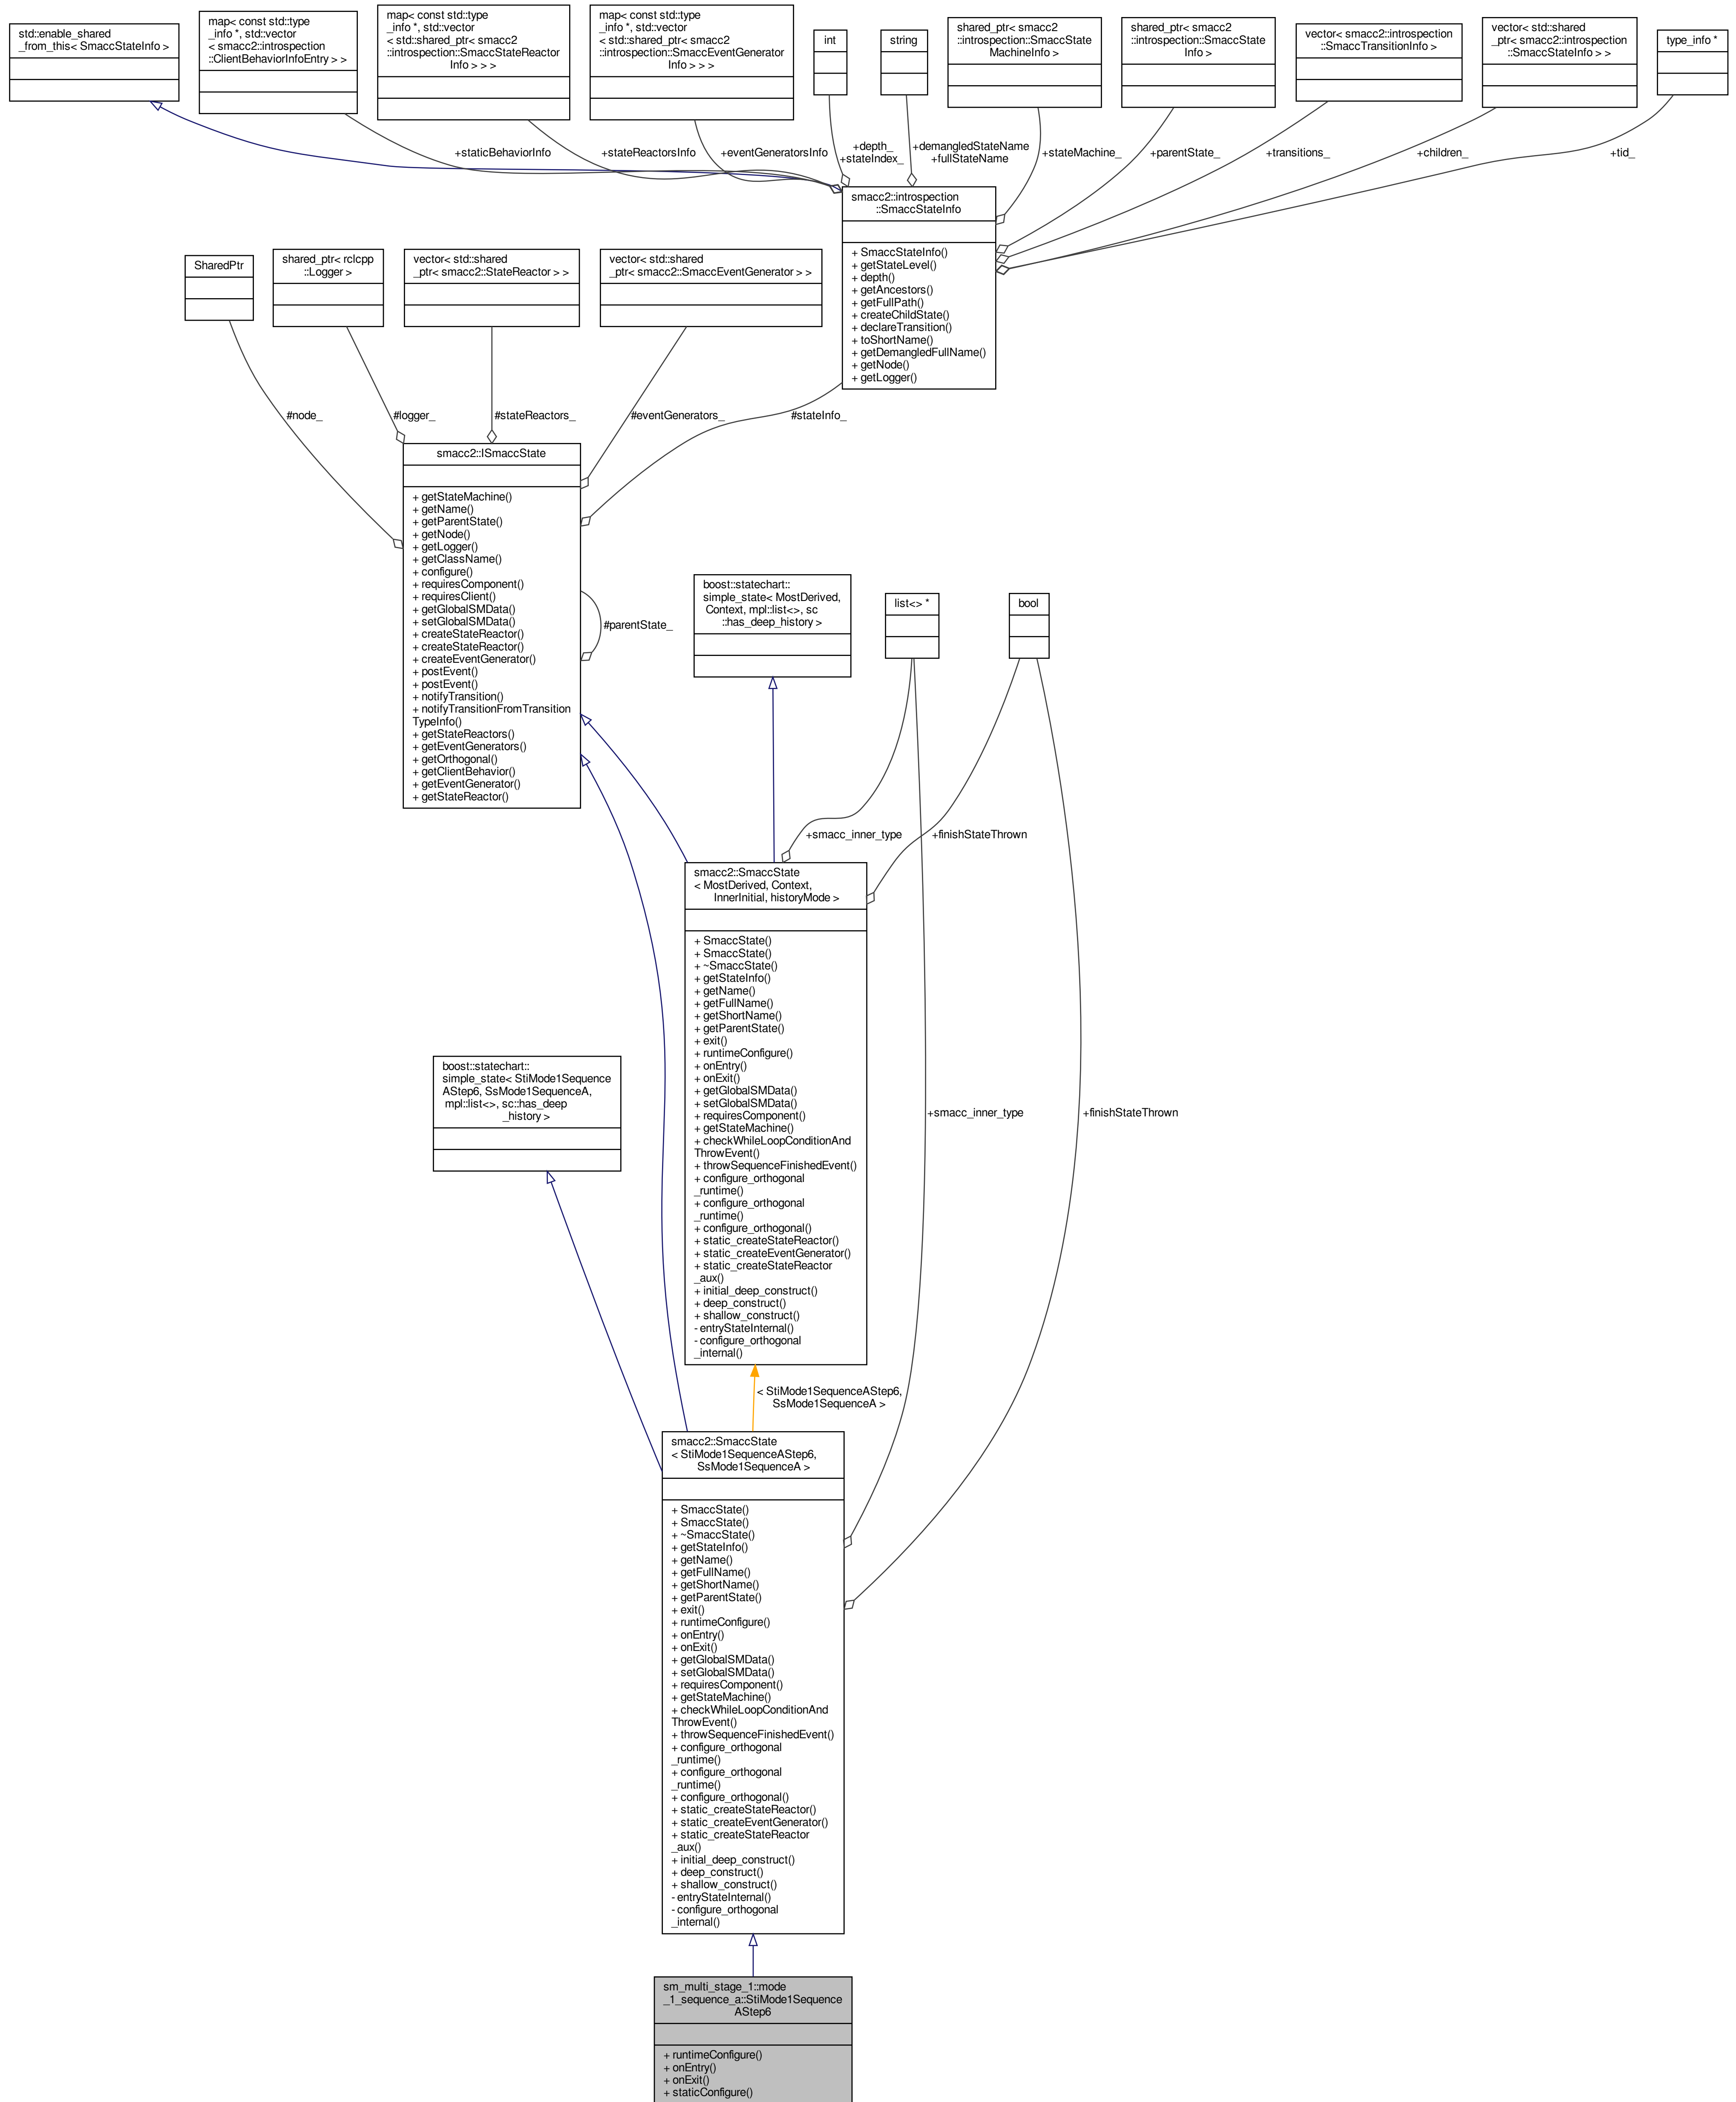 std::enable_shared
_from_this< SmaccStateInfo >
map< const std::type
_info *, std::vector
< smacc2::introspection
::ClientBehaviorInfoEntry > >
map< const std::type
_info *, std::vector
< std::shared_ptr< smacc2
::introspection::SmaccStateReactor
Info > > >
map< const std::type
_info *, std::vector
< std::shared_ptr< smacc2
::introspection::SmaccEventGenerator
Info > > >
int
string
shared_ptr< smacc2
::introspection::SmaccState
MachineInfo >
shared_ptr< smacc2
::introspection::SmaccState
Info >
vector< smacc2::introspection
::SmaccTransitionInfo >
vector< std::shared
_ptr< smacc2::introspection
::SmaccStateInfo > >
type_info *
+staticBehaviorInfo
+stateReactorsInfo
+eventGeneratorsInfo
+depth_
+stateIndex_
+demangledStateName
+fullStateName
+stateMachine_
+parentState_
+transitions_
+children_
+tid_
smacc2::introspection
::SmaccStateInfo
+ SmaccStateInfo()
+ getStateLevel()
+ depth()
+ getAncestors()
+ getFullPath()
+ createChildState()
+ declareTransition()
+ toShortName()
+ getDemangledFullName()
+ getNode()
+ getLogger()
SharedPtr
shared_ptr< rclcpp
::Logger >
vector< std::shared
_ptr< smacc2::StateReactor > >
vector< std::shared
_ptr< smacc2::SmaccEventGenerator > >
#node_
#logger_
#stateReactors_
#eventGenerators_
#stateInfo_
smacc2::ISmaccState
+ getStateMachine()
+ getName()
+ getParentState()
+ getNode()
+ getLogger()
+ getClassName()
+ configure()
+ requiresComponent()
+ requiresClient()
+ getGlobalSMData()
+ setGlobalSMData()
+ createStateReactor()
+ createStateReactor()
+ createEventGenerator()
+ postEvent()
+ postEvent()
+ notifyTransition()
+ notifyTransitionFromTransition
TypeInfo()
+ getStateReactors()
+ getEventGenerators()
+ getOrthogonal()
+ getClientBehavior()
+ getEventGenerator()
+ getStateReactor()
#parentState_
boost::statechart::
simple_state< MostDerived,
Context, mpl::list<>, sc
::has_deep_history >
list<> *
bool
+smacc_inner_type
+finishStateThrown
smacc2::SmaccState
< MostDerived, Context,
InnerInitial, historyMode >
+ SmaccState()
+ SmaccState()
+ ~SmaccState()
+ getStateInfo()
+ getName()
+ getFullName()
+ getShortName()
+ getParentState()
+ exit()
+ runtimeConfigure()
+ onEntry()
+ onExit()
+ getGlobalSMData()
+ setGlobalSMData()
+ requiresComponent()
+ getStateMachine()
+ checkWhileLoopConditionAnd
ThrowEvent()
+ throwSequenceFinishedEvent()
+ configure_orthogonal
_runtime()
+ configure_orthogonal
_runtime()
+ configure_orthogonal()
+ static_createStateReactor()
+ static_createEventGenerator()
+ static_createStateReactor
_aux()
+ initial_deep_construct()
+ deep_construct()
+ shallow_construct()
- entryStateInternal()
- configure_orthogonal
_internal()
boost::statechart::
simple_state< StiMode1Sequence
AStep6, SsMode1SequenceA,
mpl::list<>, sc::has_deep
_history >
+smacc_inner_type
+finishStateThrown
< StiMode1SequenceAStep6,
SsMode1SequenceA >
smacc2::SmaccState
< StiMode1SequenceAStep6,
SsMode1SequenceA >
+ SmaccState()
+ SmaccState()
+ ~SmaccState()
+ getStateInfo()
+ getName()
+ getFullName()
+ getShortName()
+ getParentState()
+ exit()
+ runtimeConfigure()
+ onEntry()
+ onExit()
+ getGlobalSMData()
+ setGlobalSMData()
+ requiresComponent()
+ getStateMachine()
+ checkWhileLoopConditionAnd
ThrowEvent()
+ throwSequenceFinishedEvent()
+ configure_orthogonal
_runtime()
+ configure_orthogonal
_runtime()
+ configure_orthogonal()
+ static_createStateReactor()
+ static_createEventGenerator()
+ static_createStateReactor
_aux()
+ initial_deep_construct()
+ deep_construct()
+ shallow_construct()
- entryStateInternal()
- configure_orthogonal
_internal()
sm_multi_stage_1::mode
_1_sequence_a::StiMode1Sequence
AStep6
+ runtimeConfigure()
+ onEntry()
+ onExit()
+ staticConfigure()